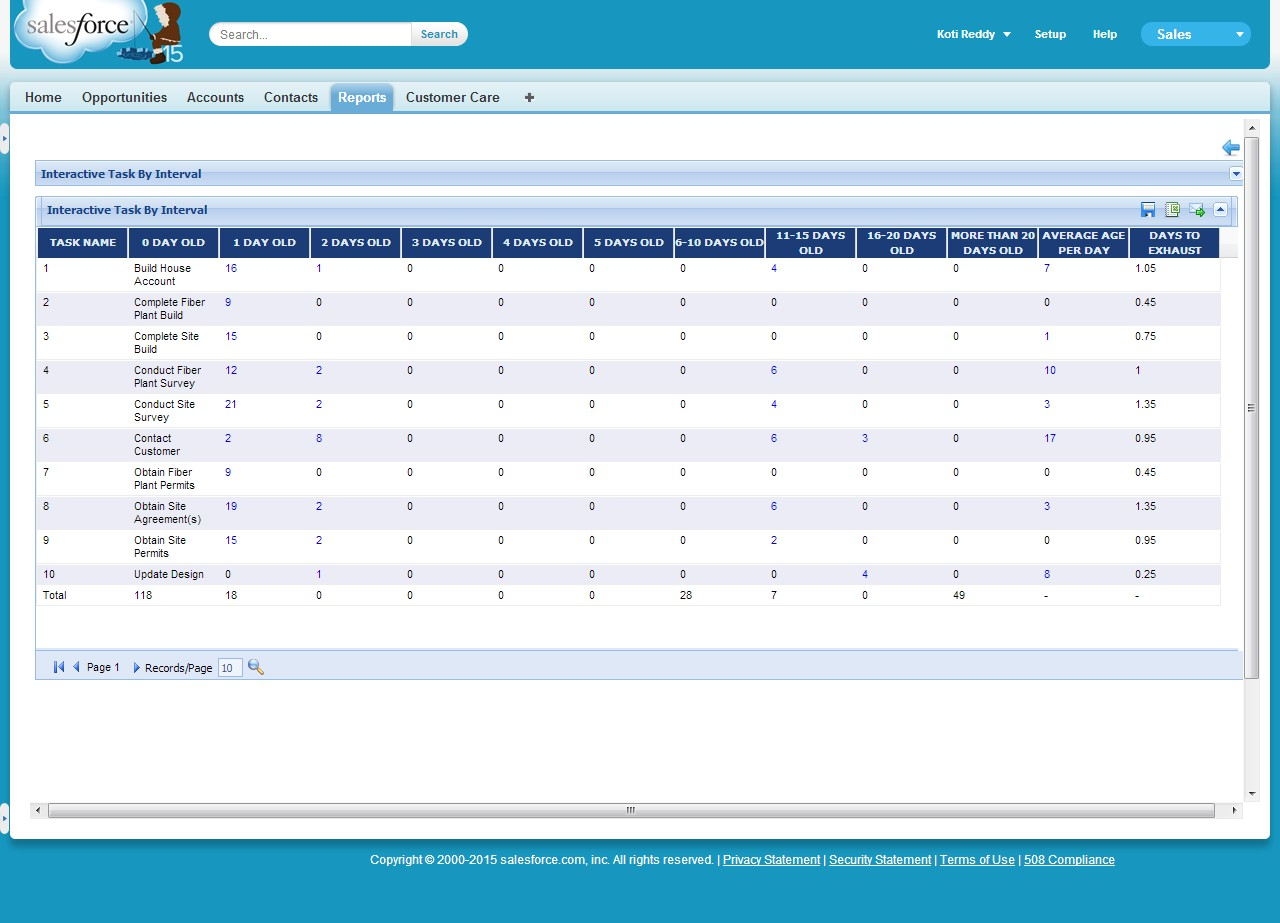 salesforce
15
Search...
Search
Koti Reddy
Setup
Help
Sales
Home Opportunities Accounts Contacts Reports Customer Care +
Interactive Task By Interval
Interactive Task By Interval
TASK NAME 0 DAY OLD 1 DAY OLD 2 DAYS OLD 3 DAYS OLD 4 DAYS OLD 5 DAYS OLD 6-10 DAYS OLD 11-15 DAYS OLD 16-20 DAYS OLD MORE THAN 20 DAYS OLD AVERAGE AGE PER DAY DAYS TO EXHAUST
1 Build House Account 16 1 0 0 0 0 4 0 0 7 1.05
2 Complete Fiber Plant Build 9 0 0 0 0 0 0 0 0 0 0.45
3 Complete Site Build 15 0 0 0 0 0 0 0 0 1 0.75
4 Conduct Fiber Plant Survey 12 2 0 0 0 0 6 0 0 10 1
5 Conduct Site Survey 21 2 0 0 0 0 4 0 0 3 1.35
6 Contact Customer 2 8 0 0 0 0 6 3 0 17 0.95
7 Obtain Fiber Plant Permits 9 0 0 0 0 0 0 0 0 0 0.45
8 Obtain Site Agreement(s) 19 2 0 0 0 0 6 0 0 3 1.35
9 Obtain Site Permits 15 2 0 0 0 0 2 0 0 0 0.95
10 Update Design 0 1 0 0 0 0 0 4 0 8 0.25
Total 118 18 0 0 0 0 28 7 0 49 - -
Page 1 Records/Page 10
Copyright © 2000-2015 salesforce.com, inc. All rights reserved. | Privacy Statement | Security Statement | Terms of Use | 508 Compliance